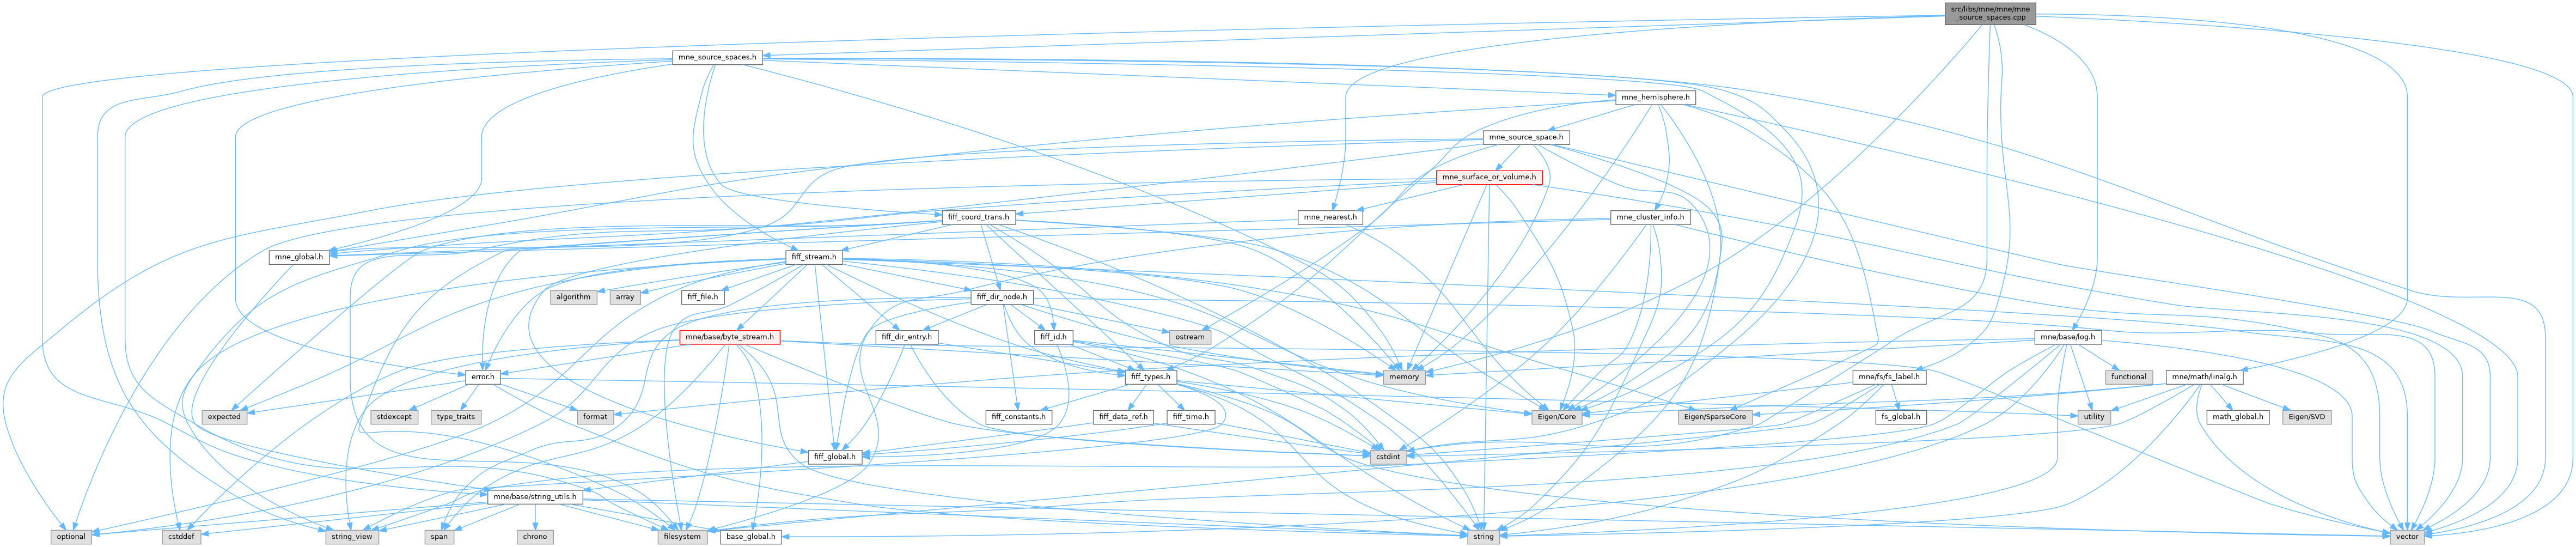 src/libs/mne/mne/mne
_source_spaces.cpp
mne_source_spaces.h
mne_hemisphere.h
mne_source_space.h
mne_surface_or_volume.h
fiff_coord_trans.h
mne_nearest.h
mne_cluster_info.h
mne_global.h
fiff_stream.h
algorithm
array
fiff_file.h
fiff_dir_node.h
mne/base/byte_stream.h
fiff_dir_entry.h
fiff_id.h
ostream
mne/base/log.h
error.h
fiff_types.h
memory
mne/fs/fs_label.h
functional
mne/math/linalg.h
expected
stdexcept
type_traits
format
fiff_constants.h
fiff_data_ref.h
fiff_time.h
Eigen/Core
Eigen/SparseCore
fs_global.h
utility
math_global.h
Eigen/SVD
fiff_global.h
cstdint
mne/base/string_utils.h
optional
cstddef
string_view
span
chrono
filesystem
base_global.h
string
vector